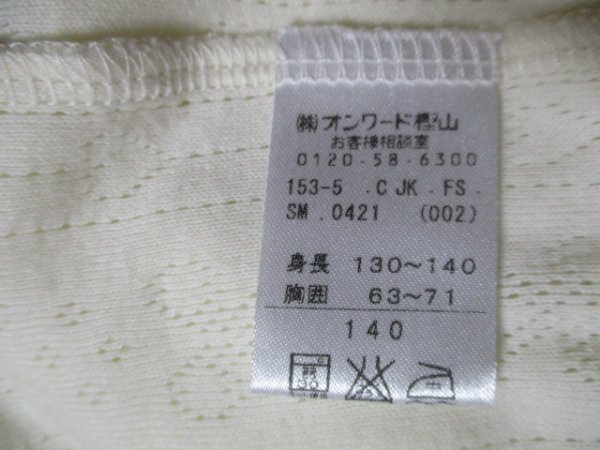 ㈱オンワード樫山
お客様相談室
0120-58-6300
153-5 .CJK.FS.
SM.0421 (002)
身長 130~140
胸囲 63~71
140